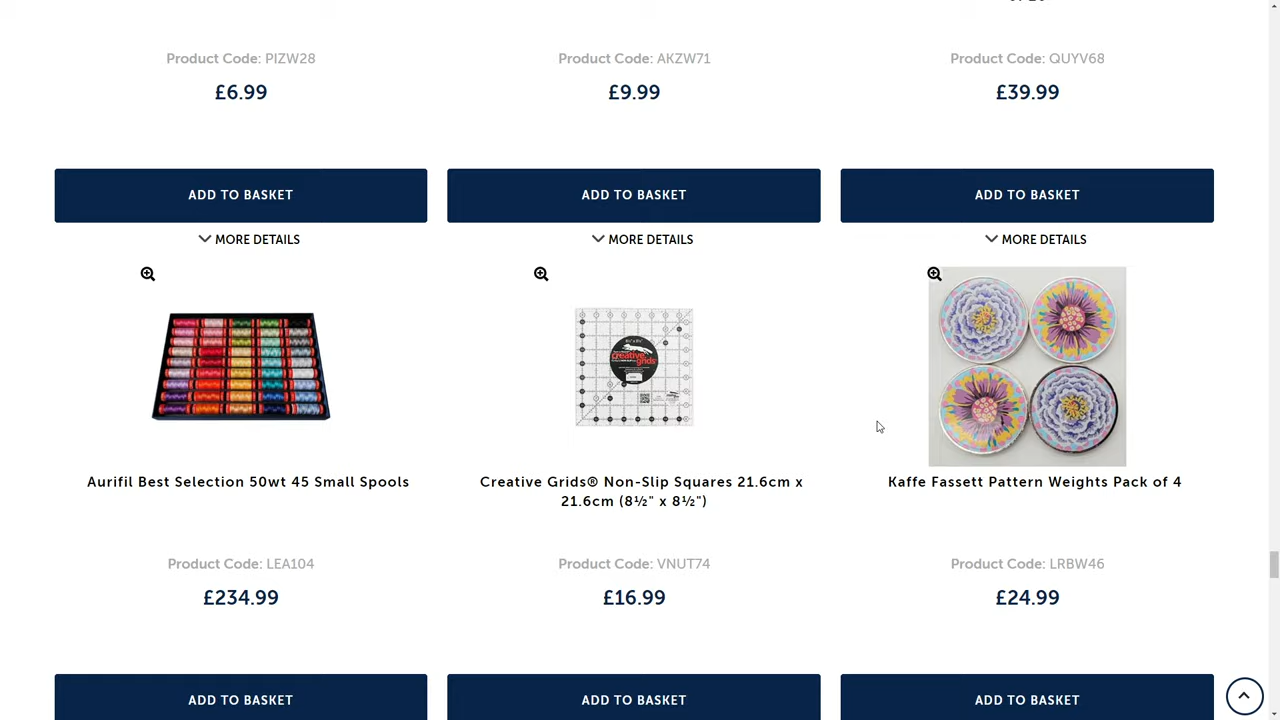 Product Code: PIZW28
£6.99
ADD TO BASKET
MORE DETAILS
Product Code: AKZW71
£9.99
ADD TO BASKET
MORE DETAILS
Product Code: QUYV68
£39.99
ADD TO BASKET
MORE DETAILS
Aurifil Best Selection 50wt 45 Small Spools
Product Code: LEA104
£234.99
ADD TO BASKET
creative grids
Creative Grids® Non-Slip Squares 21.6cm x
21.6cm (8½" x 8½")
Product Code: VNUT74
£16.99
ADD TO BASKET
Kaffe Fassett Pattern Weights Pack of 4
Product Code: LRBW46
£24.99
ADD TO BASKET